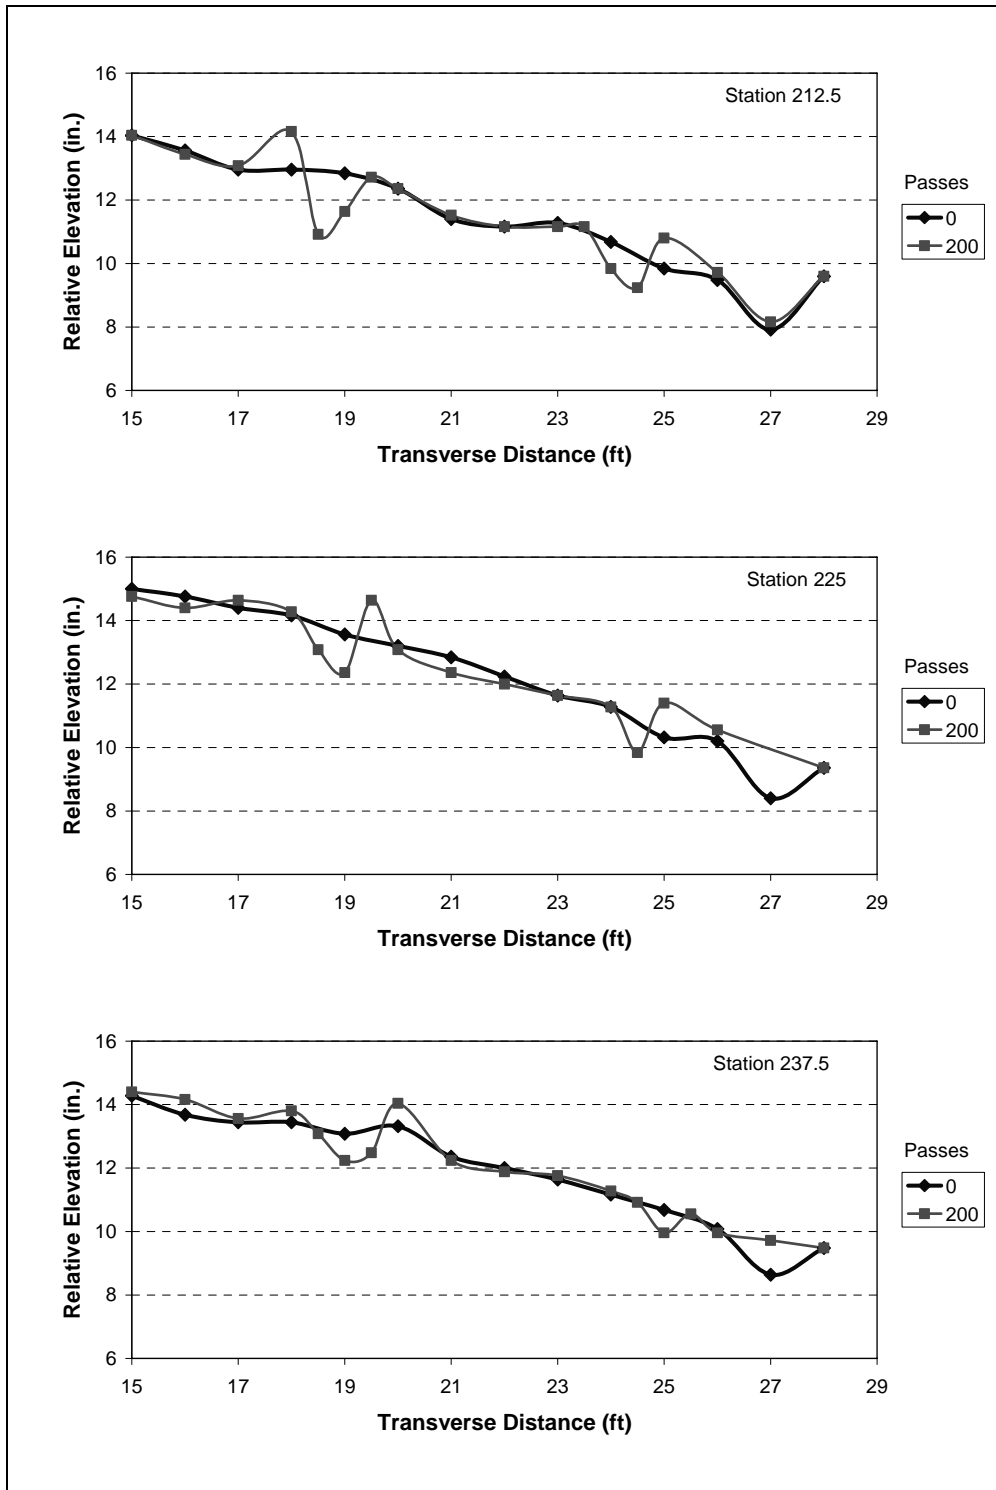 Station 212.5
Relative Elevation (in.)
16
14
12
10
8
6
15 17 19 21 23 25 27 29
Transverse Distance (ft)
Passes
0
200
Station 225
Relative Elevation (in.)
16
14
12
10
8
6
15 17 19 21 23 25 27 29
Transverse Distance (ft)
Passes
0
200
Station 237.5
Relative Elevation (in.)
16
14
12
10
8
6
15 17 19 21 23 25 27 29
Transverse Distance (ft)
Passes
0
200